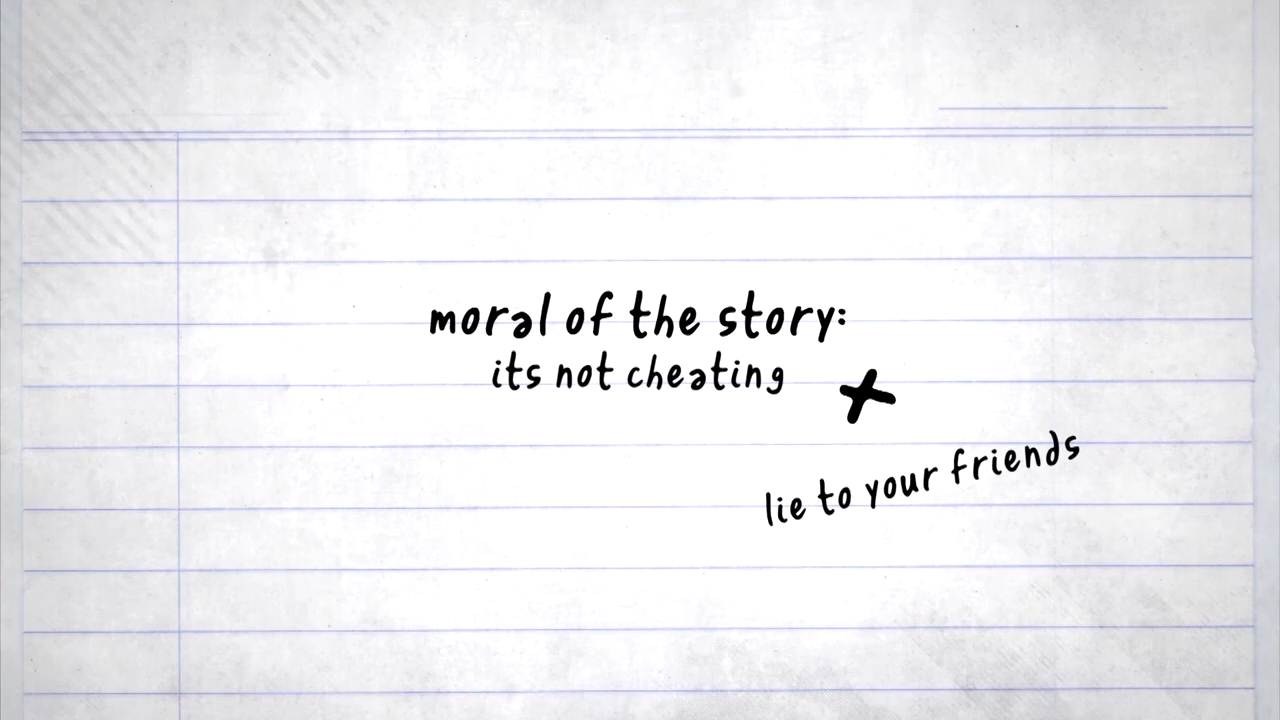 moral of the story:
its not cheating
+
lie to your friends